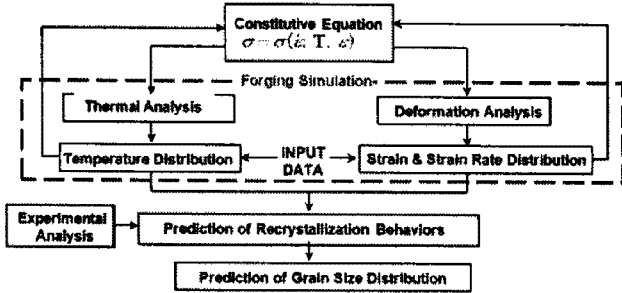 Constitutive Equation
σ = σ(ε̇, T, ε)
Forging Simulation
Thermal Analysis
Deformation Analysis
Temperature Distribution
INPUT
DATA
Strain & Strain Rate Distribution
Experimental
Analysis
Prediction of Recrystallization Behaviors
Prediction of Grain Size Distribution